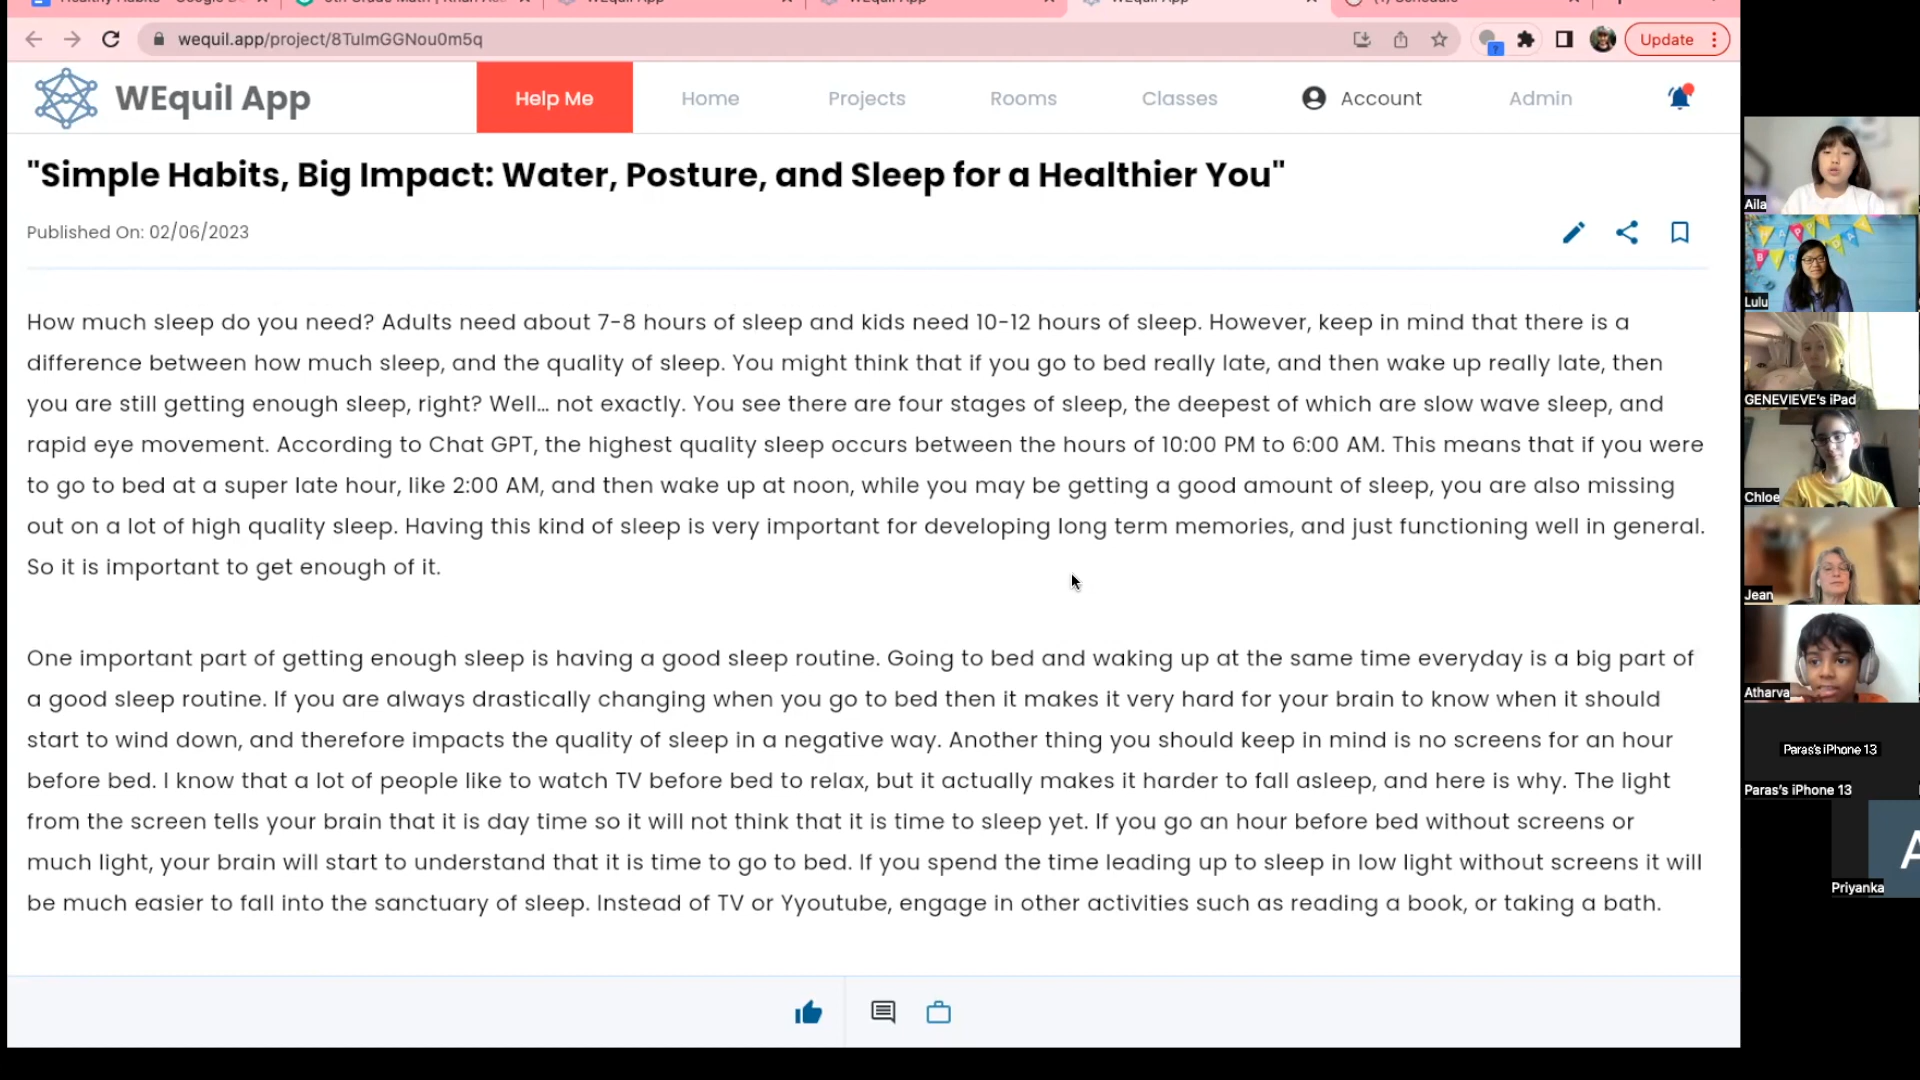 wequil.app/project/8TulmGGNou0m5q
Update
WEquil App
Help Me
Home
Projects
Rooms
Classes
Account
Admin
"Simple Habits, Big Impact: Water, Posture, and Sleep for a Healthier You"
Published On: 02/06/2023
How much sleep do you need? Adults need about 7-8 hours of sleep and kids need 10-12 hours of sleep. However, keep in mind that there is a
difference between how much sleep, and the quality of sleep. You might think that if you go to bed really late, and then wake up really late, then
you are still getting enough sleep, right? Well... not exactly. You see there are four stages of sleep, the deepest of which are slow wave sleep, and
rapid eye movement. According to Chat GPT, the highest quality sleep occurs between the hours of 10:00 PM to 6:00 AM. This means that if you were
to go to bed at a super late hour, like 2:00 AM, and then wake up at noon, while you may be getting a good amount of sleep, you are also missing
out on a lot of high quality sleep. Having this kind of sleep is very important for developing long term memories, and just functioning well in general.
So it is important to get enough of it.
One important part of getting enough sleep is having a good sleep routine. Going to bed and waking up at the same time everyday is a big part of
a good sleep routine. If you are always drastically changing when you go to bed then it makes it very hard for your brain to know when it should
start to wind down, and therefore impacts the quality of sleep in a negative way. Another thing you should keep in mind is no screens for an hour
before bed. I know that a lot of people like to watch TV before bed to relax, but it actually makes it harder to fall asleep, and here is why. The light
from the screen tells your brain that it is day time so it will not think that it is time to sleep yet. If you go an hour before bed without screens or
much light, your brain will start to understand that it is time to go to bed. If you spend the time leading up to sleep in low light without screens it will
be much easier to fall into the sanctuary of sleep. Instead of TV or Yyoutube, engage in other activities such as reading a book, or taking a bath.
Aila
Lulu
GENEVIEVE's iPad
Chloe
Jean
Atharva
Paras's iPhone 13
Paras's iPhone 13
A
Priyanka